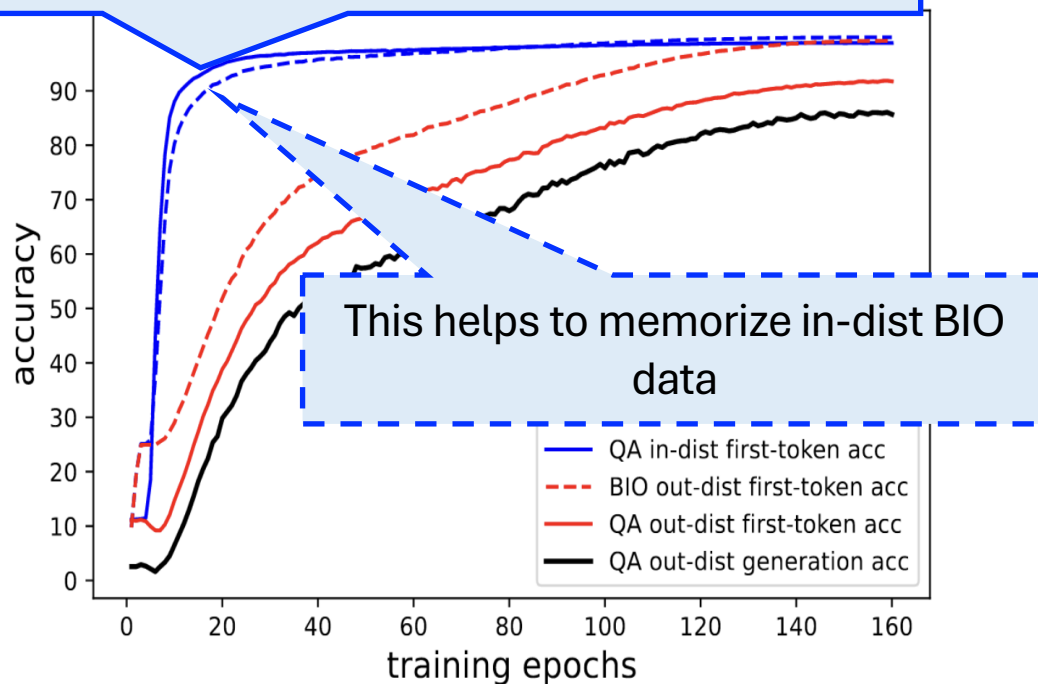 90
80
70
60
50
40
30
20
10
0
accuracy
This helps to memorize in-dist BIO
data
QA in-dist first-token acc
BIO out-dist first-token acc
QA out-dist first-token acc
QA out-dist generation acc
0 20 40 60 80 100 120 140 160
training epochs